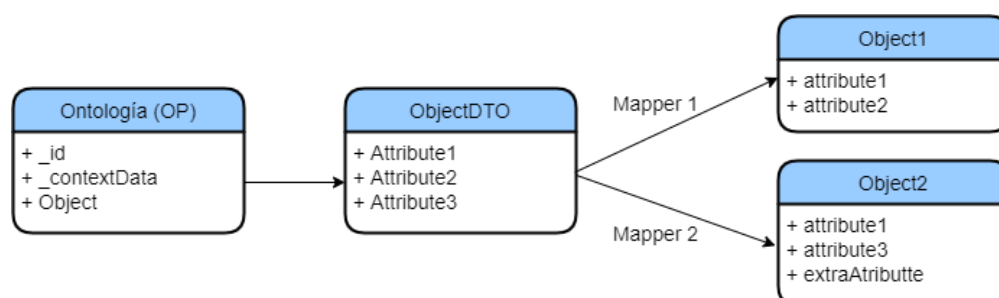 Ontología (OP)
+ _id
+ _contextData
+ Object
ObjectDTO
+ Attribute1
+ Attribute2
+ Attribute3
Mapper 1
Mapper 2
Object1
+ attribute1
+ attribute2
Object2
+ attribute1
+ attribute3
+ extraAtributte